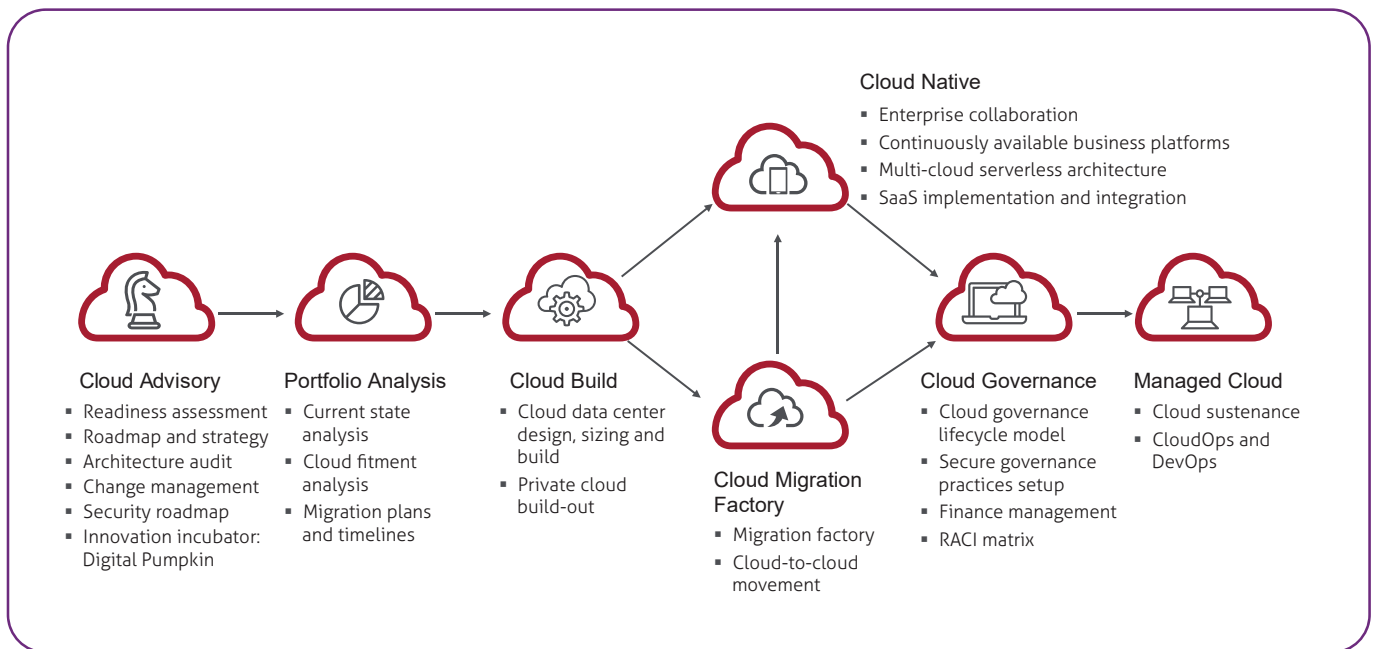 Cloud Native
▪ Enterprise collaboration
▪ Continuously available business platforms
▪ Multi-cloud serverless architecture
▪ SaaS implementation and integration
Cloud Advisory
▪ Readiness assessment
▪ Roadmap and strategy
▪ Architecture audit
▪ Change management
▪ Security roadmap
▪ Innovation incubator:
Digital Pumpkin
Portfolio Analysis
▪ Current state
analysis
▪ Cloud fitment
analysis
▪ Migration plans
and timelines
Cloud Build
▪ Cloud data center
design, sizing and
build
▪ Private cloud
build-out
Cloud Migration
Factory
▪ Migration factory
▪ Cloud-to-cloud
movement
Cloud Governance
▪ Cloud governance
lifecycle model
▪ Secure governance
practices setup
▪ Finance management
▪ RACI matrix
Managed Cloud
▪ Cloud sustenance
▪ CloudOps and
DevOps